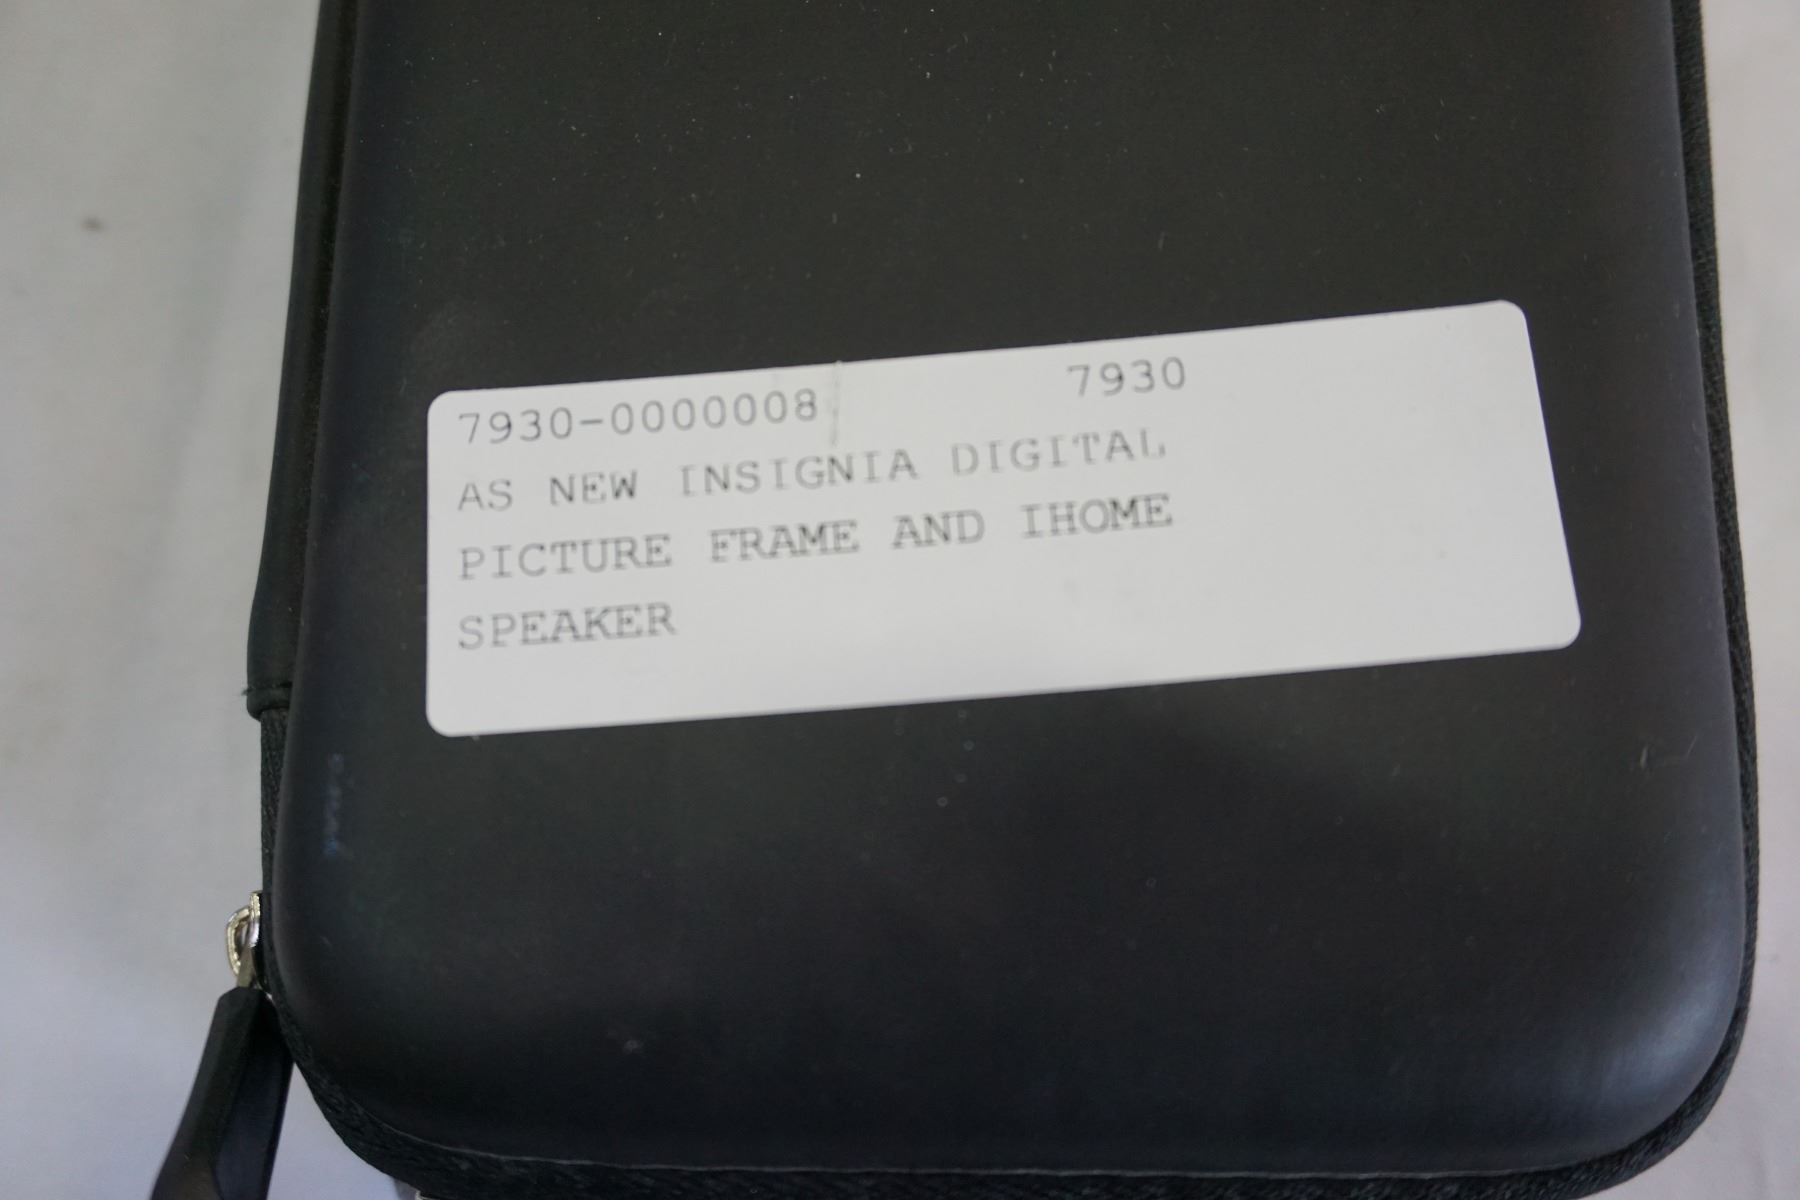 7930-0000008 7930
AS NEW INSIGNIA DIGITAL
PICTURE FRAME AND IHOME
SPEAKER